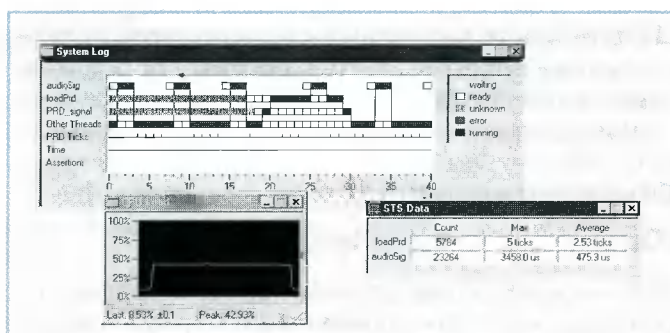 System Log
audioSig
loadPrd
PRD_signal
Other Threads
PRD Ticks
Time
Assertions
waiting
ready
unknown
error
running
0 5 10 15 20 25 30 35 40
100%
75%
50%
25%
0%
Last: 8.53% ±0.1 Peak: 42.93%
STS Data
Count Max Average
loadPrd 5784 5 ticks 2.53 ticks
audioSig 23264 3458.0 us 475.3 us